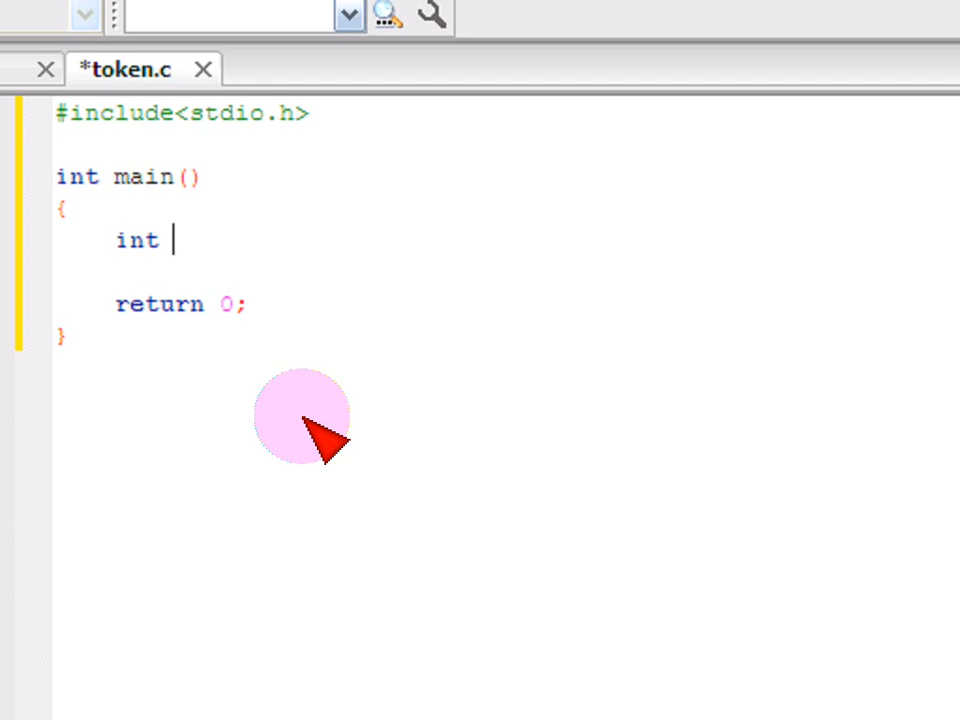 *token.c
#include<stdio.h>
int main()
{
int
return 0;
}